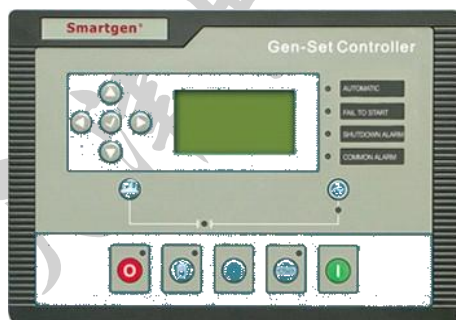 Smartgen®
Gen-Set Controller
AUTOMATIC
FAIL TO START
SHUTDOWN ALARM
COMMON ALARM